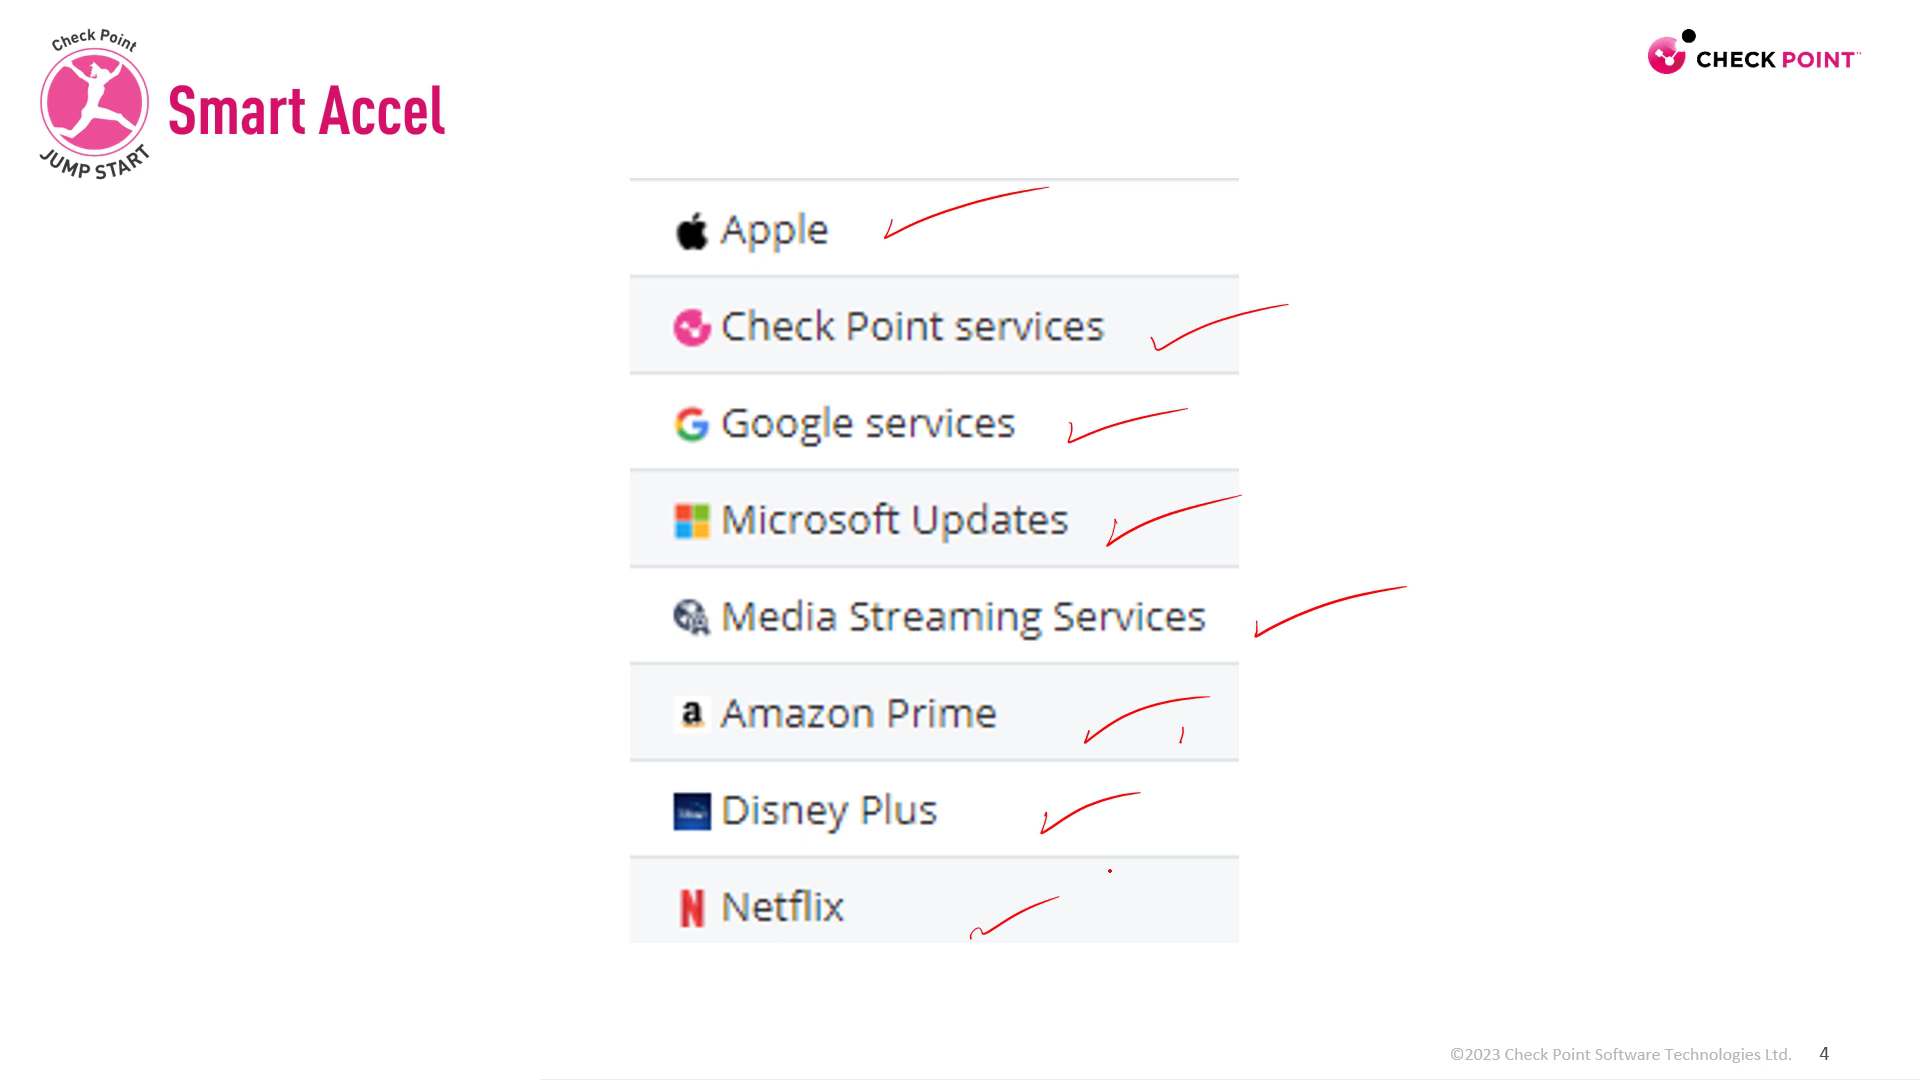 Check Point
JUMP START
Smart Accel
CHECK POINT
Apple
Check Point services
Google services
Microsoft Updates
Media Streaming Services
a Amazon Prime
Disney Plus
N Netflix
©2023 Check Point Software Technologies Ltd. 4